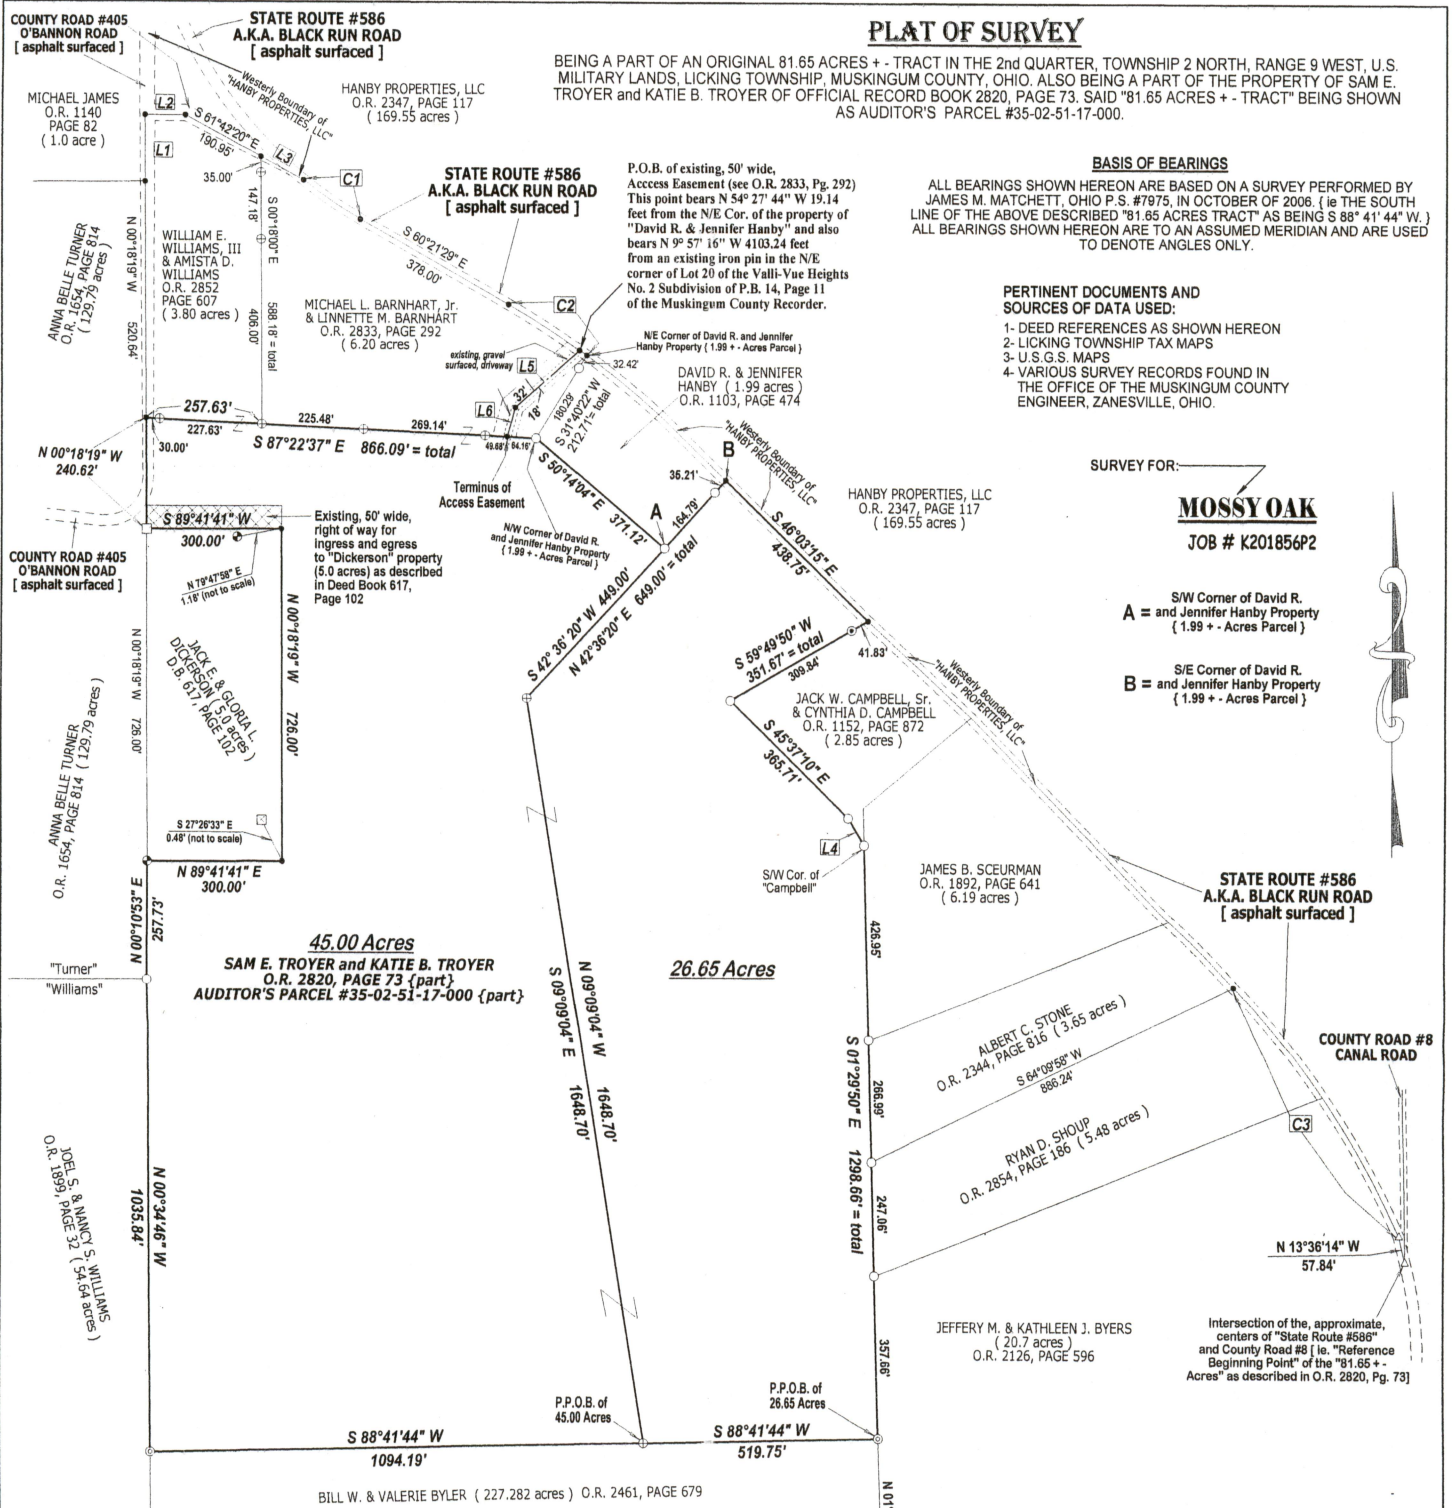 COUNTY ROAD #405
O'BANNON ROAD
[ asphalt surfaced ]
STATE ROUTE #586
A.K.A. BLACK RUN ROAD
[ asphalt surfaced ]
PLAT OF SURVEY
BEING A PART OF AN ORIGINAL 81.65 ACRES + - TRACT IN THE 2nd QUARTER, TOWNSHIP 2 NORTH, RANGE 9 WEST, U.S.
MILITARY LANDS, LICKING TOWNSHIP, MUSKINGUM COUNTY, OHIO. ALSO BEING A PART OF THE PROPERTY OF SAM E.
TROYER and KATIE B. TROYER OF OFFICIAL RECORD BOOK 2820, PAGE 73. SAID "81.65 ACRES + - TRACT" BEING SHOWN
AS AUDITOR'S PARCEL #35-02-51-17-000.
Westerly Boundary of
"HANBY PROPERTIES, LLC"
HANBY PROPERTIES, LLC
O.R. 2347, PAGE 117
( 169.55 acres )
MICHAEL JAMES
O.R. 1140
PAGE 82
( 1.0 acre )
L2
L1
S 61°42'20" E
190.95'
L3
C1
35.00'
147.18'
S 00°18'00" E
588.18' = total
406.00'
STATE ROUTE #586
A.K.A. BLACK RUN ROAD
[ asphalt surfaced ]
P.O.B. of existing, 50' wide,
Acccess Easement (see O.R. 2833, Pg. 292)
This point bears N 54° 27' 44" W 19.14
feet from the N/E Cor. of the property of
"David R. & Jennifer Hanby" and also
bears N 9° 57' 16" W 4103.24 feet
from an existing iron pin in the N/E
corner of Lot 20 of the Valli-Vue Heights
No. 2 Subdivision of P.B. 14, Page 11
of the Muskingum County Recorder.
BASIS OF BEARINGS
ALL BEARINGS SHOWN HEREON ARE BASED ON A SURVEY PERFORMED BY
JAMES M. MATCHETT, OHIO P.S. #7975, IN OCTOBER OF 2006. { ie THE SOUTH
LINE OF THE ABOVE DESCRIBED "81.65 ACRES TRACT" AS BEING S 88° 41' 44" W. }
ALL BEARINGS SHOWN HEREON ARE TO AN ASSUMED MERIDIAN AND ARE USED
TO DENOTE ANGLES ONLY.
PERTINENT DOCUMENTS AND
SOURCES OF DATA USED:
1- DEED REFERENCES AS SHOWN HEREON
2- LICKING TOWNSHIP TAX MAPS
3- U.S.G.S. MAPS
4- VARIOUS SURVEY RECORDS FOUND IN
THE OFFICE OF THE MUSKINGUM COUNTY
ENGINEER, ZANESVILLE, OHIO.
ANNA BELLE TURNER
O.R. 1654, PAGE 814
( 129.79 acres )
N 00°18'19" W
520.64'
WILLIAM E.
WILLIAMS, III
& AMISTA D.
WILLIAMS
O.R. 2852
PAGE 607
( 3.80 acres )
S 60°21'29" E
378.00'
MICHAEL L. BARNHART, Jr.
& LINNETTE M. BARNHART
O.R. 2833, PAGE 292
( 6.20 acres )
C2
N/E Corner of David R. and Jennifer
Hanby Property { 1.99 + - Acres Parcel }
existing, gravel
surfaced, driveway
L5
32.42'
32'
18'
180.29'
S 31°40'22" W
212.71'= total
DAVID R. & JENNIFER
HANBY ( 1.99 acres )
O.R. 1103, PAGE 474
L6
257.63'
227.63'
30.00'
225.48'
269.14'
49.68'
64.16'
S 87°22'37" E 866.09' = total
N 00°18'19" W
240.62'
Terminus of
Access Easement
S 50°14'04" E
371.12'
N/W Corner of David R.
and Jennifer Hanby Property
{ 1.99 + - Acres Parcel }
A
B
35.21'
164.79'
Westerly Boundary of
"HANBY PROPERTIES, LLC"
HANBY PROPERTIES, LLC
O.R. 2347, PAGE 117
( 169.55 acres )
SURVEY FOR:
MOSSY OAK
JOB # K201856P2
A = S/W Corner of David R.
and Jennifer Hanby Property
{ 1.99 + - Acres Parcel }
B = S/E Corner of David R.
and Jennifer Hanby Property
{ 1.99 + - Acres Parcel }
S 89°41'41" W
300.00'
Existing, 50' wide,
right of way for
ingress and egress
to "Dickerson" property
(5.0 acres) as described
in Deed Book 617,
Page 102
COUNTY ROAD #405
O'BANNON ROAD
[ asphalt surfaced ]
N 79°47'58" E
1.18' (not to scale)
S 46°03'15" E
438.75'
S 42° 36' 20" W 449.00'
N 42°36'20" E 649.00' = total
S 59°49'50" W
351.67' = total
309.84'
41.83'
N 00°18'19" W
726.00'
JACK E. & GLORIA L.
DICKERSON ( 5.0 acres )
D.B. 617, PAGE 102
N 00°18'19" W 726.00'
ANNA BELLE TURNER
O.R. 1654, PAGE 814 ( 129.79 acres )
JACK W. CAMPBELL, Sr.
& CYNTHIA D. CAMPBELL
O.R. 1152, PAGE 872
( 2.85 acres )
Westerly Boundary of
"HANBY PROPERTIES, LLC"
S 45°37'10" E
365.71'
S 27°26'33" E
0.48' (not to scale)
N 89°41'41" E
300.00'
L4
S/W Cor. of
"Campbell"
JAMES B. SCEURMAN
O.R. 1892, PAGE 641
( 6.19 acres )
STATE ROUTE #586
A.K.A. BLACK RUN ROAD
[ asphalt surfaced ]
N 00°10'53" E
257.73'
426.95'
45.00 Acres
SAM E. TROYER and KATIE B. TROYER
O.R. 2820, PAGE 73 {part}
AUDITOR'S PARCEL #35-02-51-17-000 {part}
26.65 Acres
"Turner"
"Williams"
N 09°09'04" W 1648.70'
S 09°09'04" E 1648.70'
ALBERT C. STONE
O.R. 2344, PAGE 816 ( 3.65 acres )
S 64°09'58" W
886.24'
COUNTY ROAD #8
CANAL ROAD
S 01°29'50" E 1298.66' = total
266.99'
RYAN D. SHOUP
O.R. 2854, PAGE 186 ( 5.48 acres )
C3
JOEL S. & NANCY S. WILLIAMS
O.R. 1899, PAGE 32 ( 54.64 acres )
N 00°34'46" W
1035.84'
247.06'
N 13°36'14" W
57.84'
JEFFERY M. & KATHLEEN J. BYERS
( 20.7 acres )
O.R. 2126, PAGE 596
357.66'
Intersection of the, approximate,
centers of "State Route #586"
and County Road #8 [ ie. "Reference
Beginning Point" of the "81.65 + -
Acres" as described in O.R. 2820, Pg. 73]
P.P.O.B. of
45.00 Acres
P.P.O.B. of
26.65 Acres
S 88°41'44" W
1094.19'
S 88°41'44" W
519.75'
BILL W. & VALERIE BYLER ( 227.282 acres ) O.R. 2461, PAGE 679